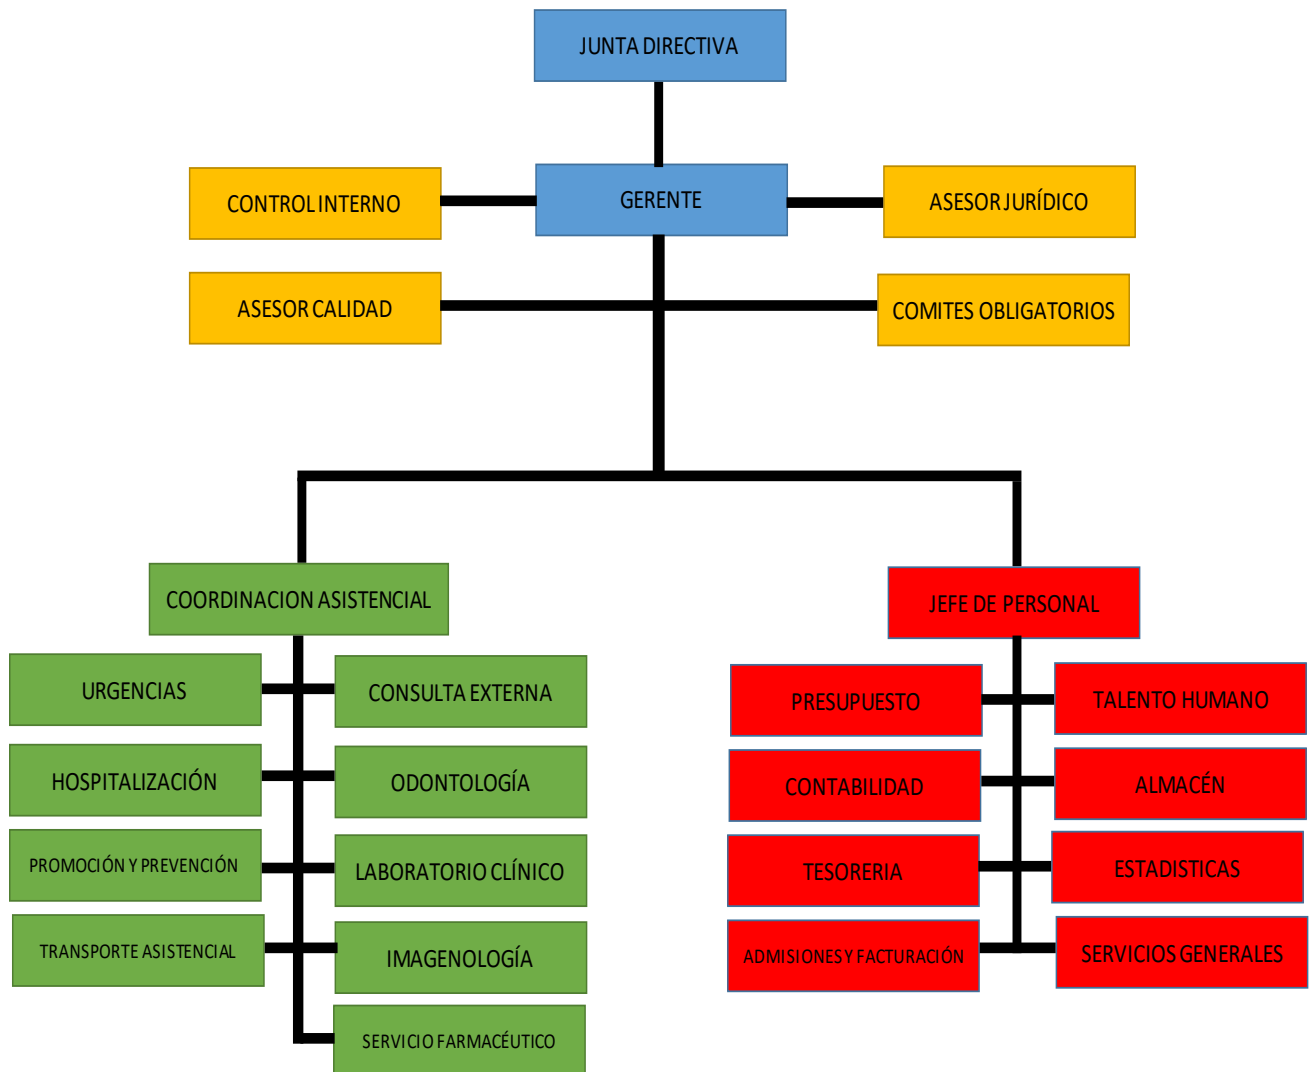 JUNTA DIRECTIVA
GERENTE
CONTROL INTERNO
ASESOR JURÍDICO
ASESOR CALIDAD
COMITES OBLIGATORIOS
COORDINACION ASISTENCIAL
JEFE DE PERSONAL
URGENCIAS
CONSULTA EXTERNA
HOSPITALIZACIÓN
ODONTOLOGÍA
PROMOCIÓN Y PREVENCIÓN
LABORATORIO CLÍNICO
TRANSPORTE ASISTENCIAL
IMAGENOLOGÍA
SERVICIO FARMACÉUTICO
PRESUPUESTO
TALENTO HUMANO
CONTABILIDAD
ALMACÉN
TESORERIA
ESTADISTICAS
ADMISIONES Y FACTURACIÓN
SERVICIOS GENERALES